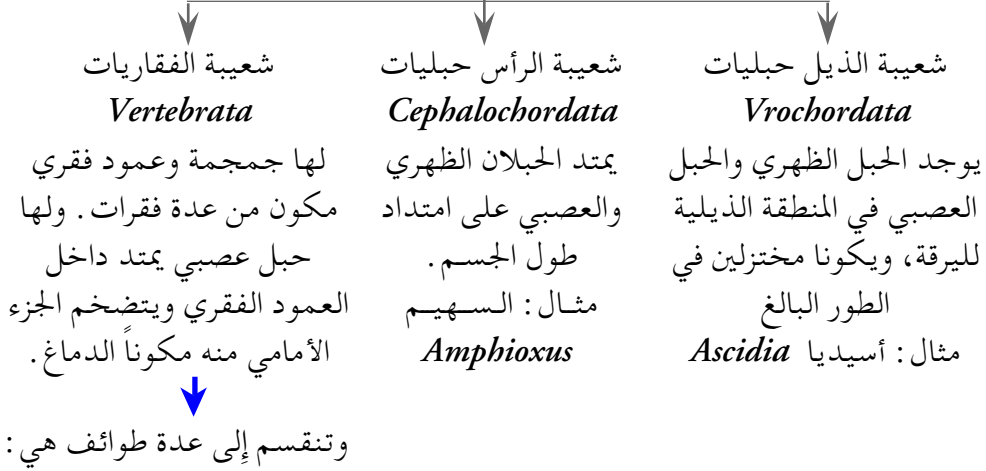 شعيبة الذيل حبليات
Vrochordata
يوجد الحبل الظهري والحبل
العصبي في المنطقة الذيلية
لليرقة، ويكونا مختزلين في
الطور البالغ
مثال: أسيديا Ascidia
شعيبة الرأس حبليات
Cephalochordata
يمتد الحبلان الظهري
والعصبي على امتداد
طول الجسم.
مثال: السهيم
Amphioxus
شعيبة الفقاريات
Vertebrata
لها جمجمة وعمود فقري
مكون من عدة فقرات. ولها
حبل عصبي يمتد داخل
العمود الفقري ويتضخم الجزء
الأمامي منه مكوناً الدماغ.
وتنقسم إِلى عدة طوائف هي: